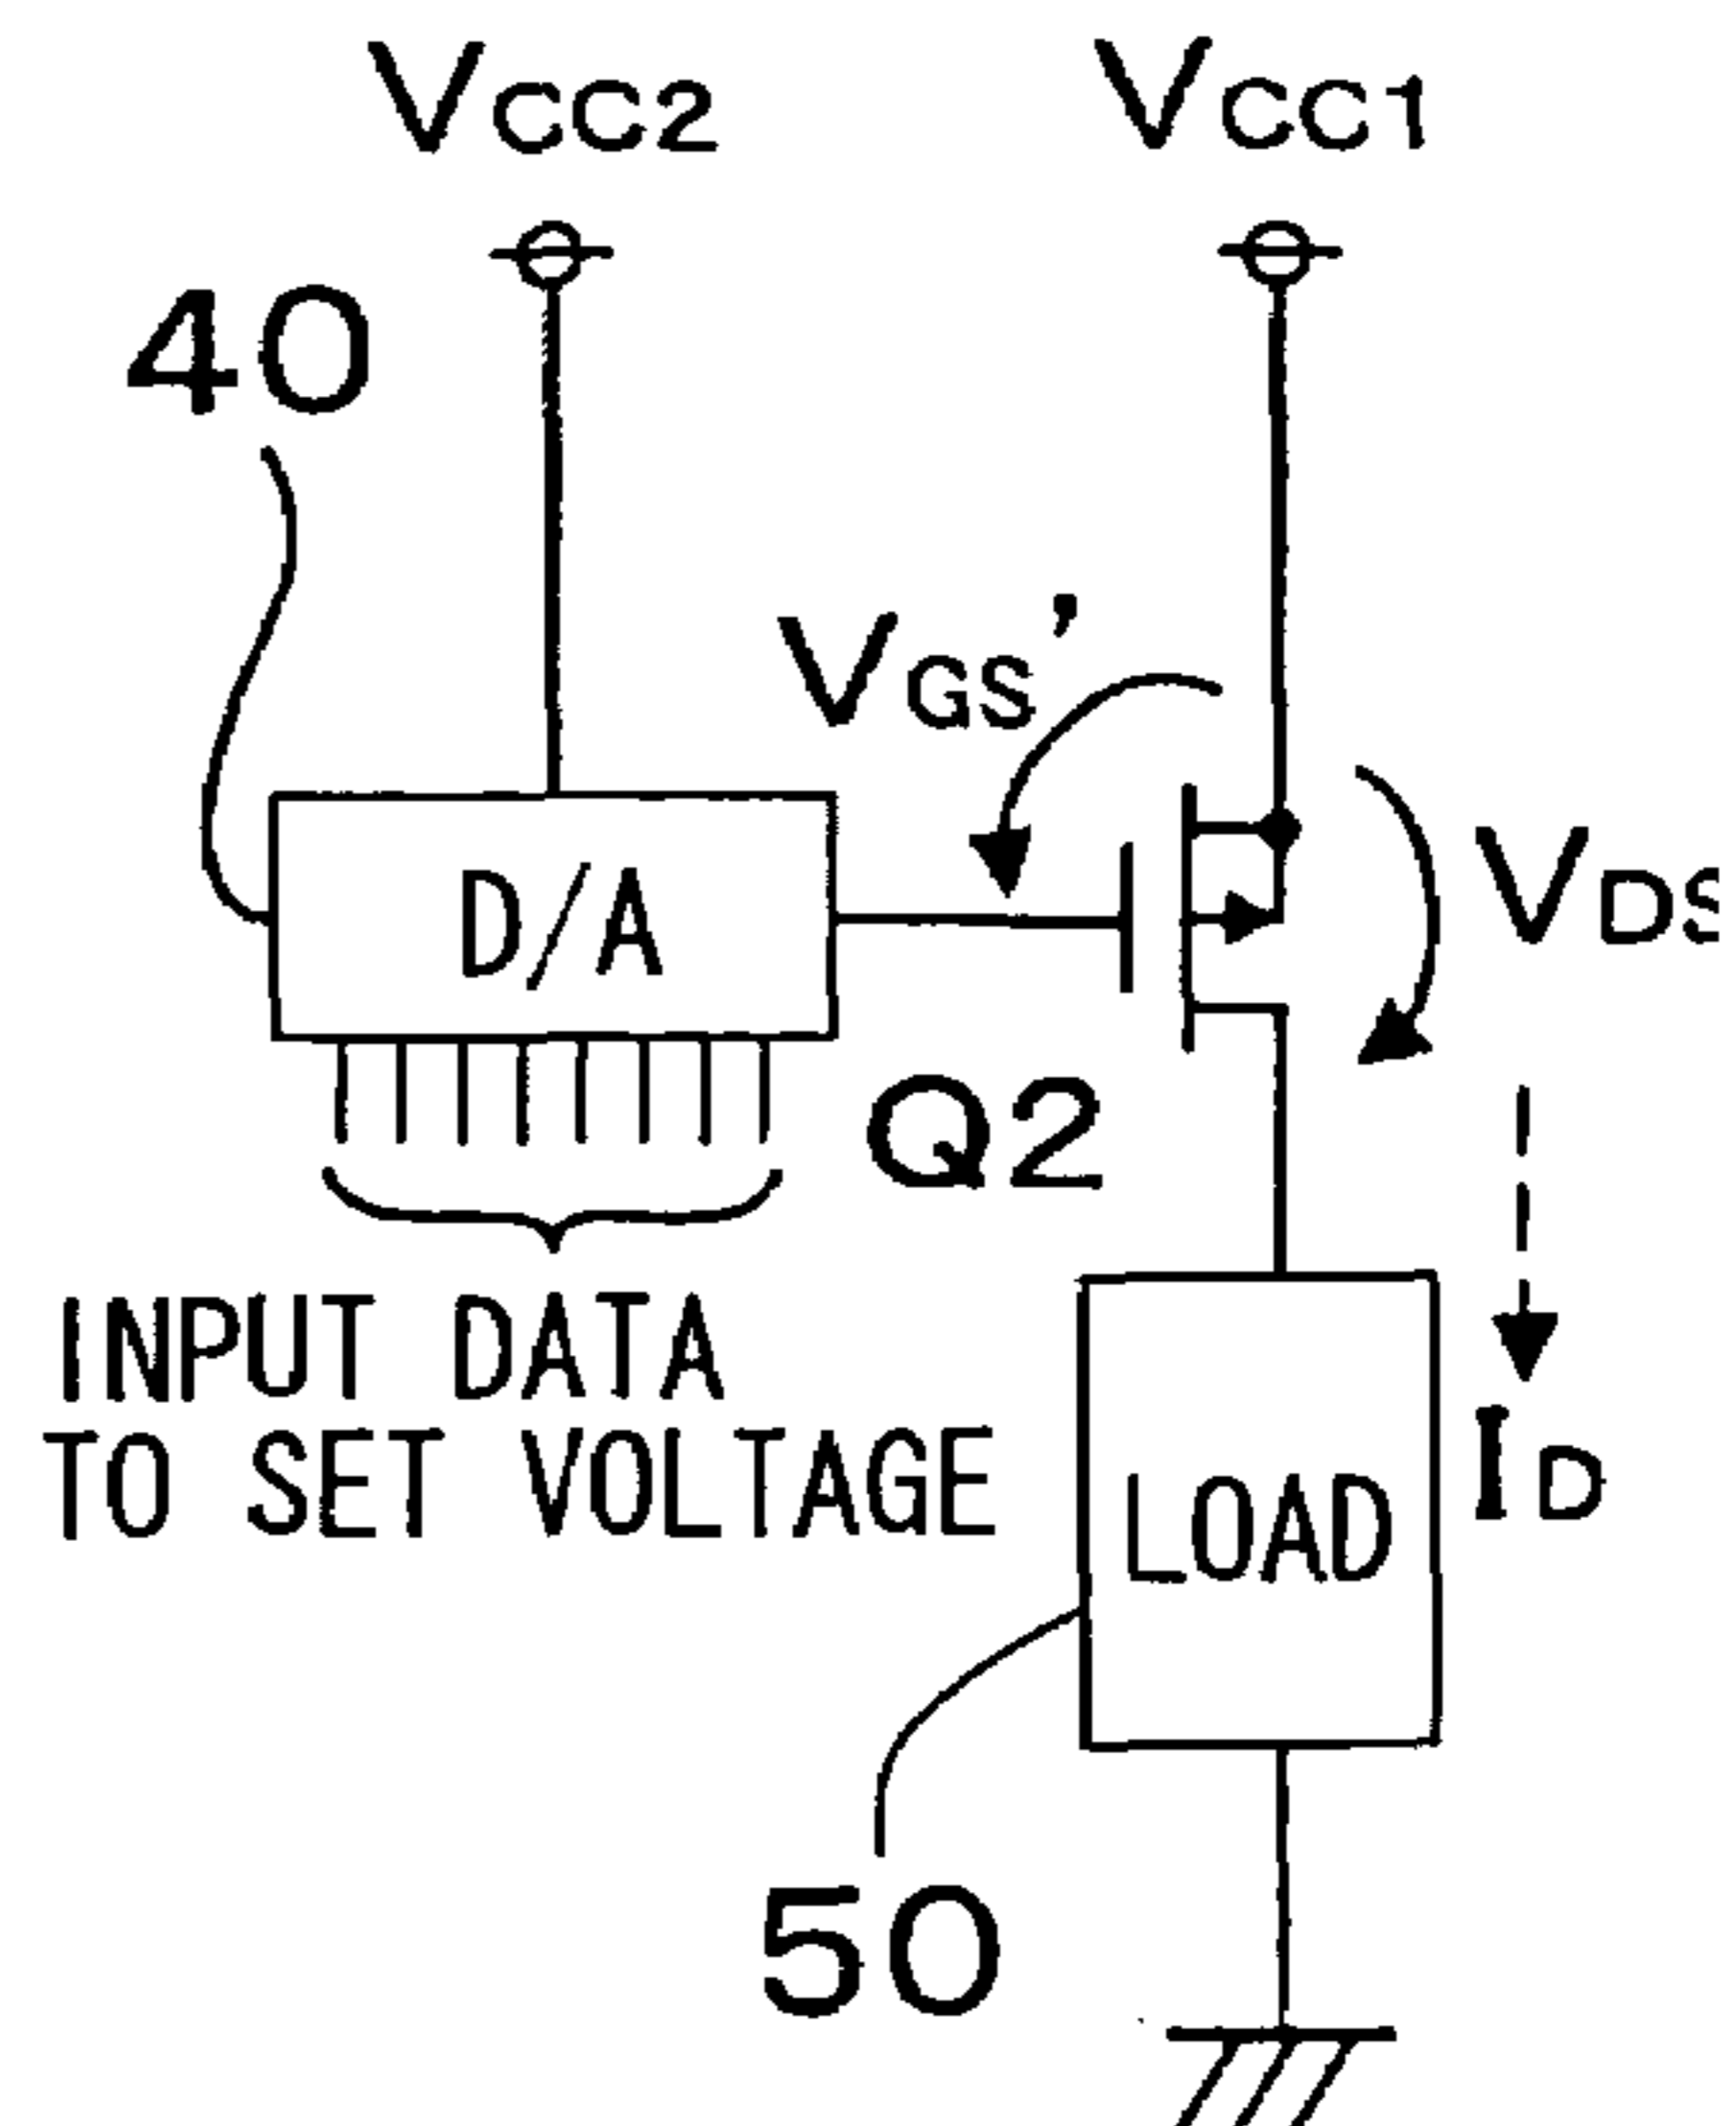 VCC2
VCC1
40
VGS'
D/A
VDS
Q2
INPUT DATA
TO SET VOLTAGE
LOAD
ID
50